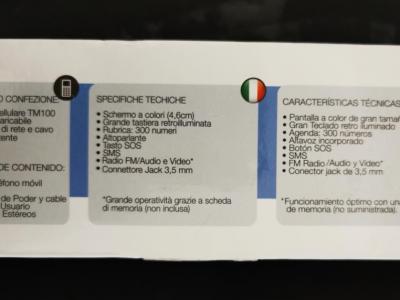 O CONFEZIONE:
ellulare TM100
aricabile
di rete e cavo
tente
DE CONTENIDO:
éfono móvil
de Poder y cable
Usuario
Estéreos
SPECIFICHE TECHICHE
• Schermo a colori (4,6cm)
• Grande tastiera retroilluminata
• Rubrica: 300 numeri
• Altoparlante
• Tasto SOS
• SMS
• Radio FM/Audio e Video*
• Connettore Jack 3,5 mm
*Grande operatività grazie a scheda
di memoria (non inclusa)
CARACTERÍSTICAS TÉCNICAS
• Pantalla a color de gran tamañ
• Gran Teclado retro iluminado
• Agenda: 300 números
• Altavoz incorporado
• Botón SOS
• SMS
• FM Radio /Audio y Video*
• Conector jack de 3,5 mm
*Funcionamiento óptimo con una
de memoria (no suministrada).